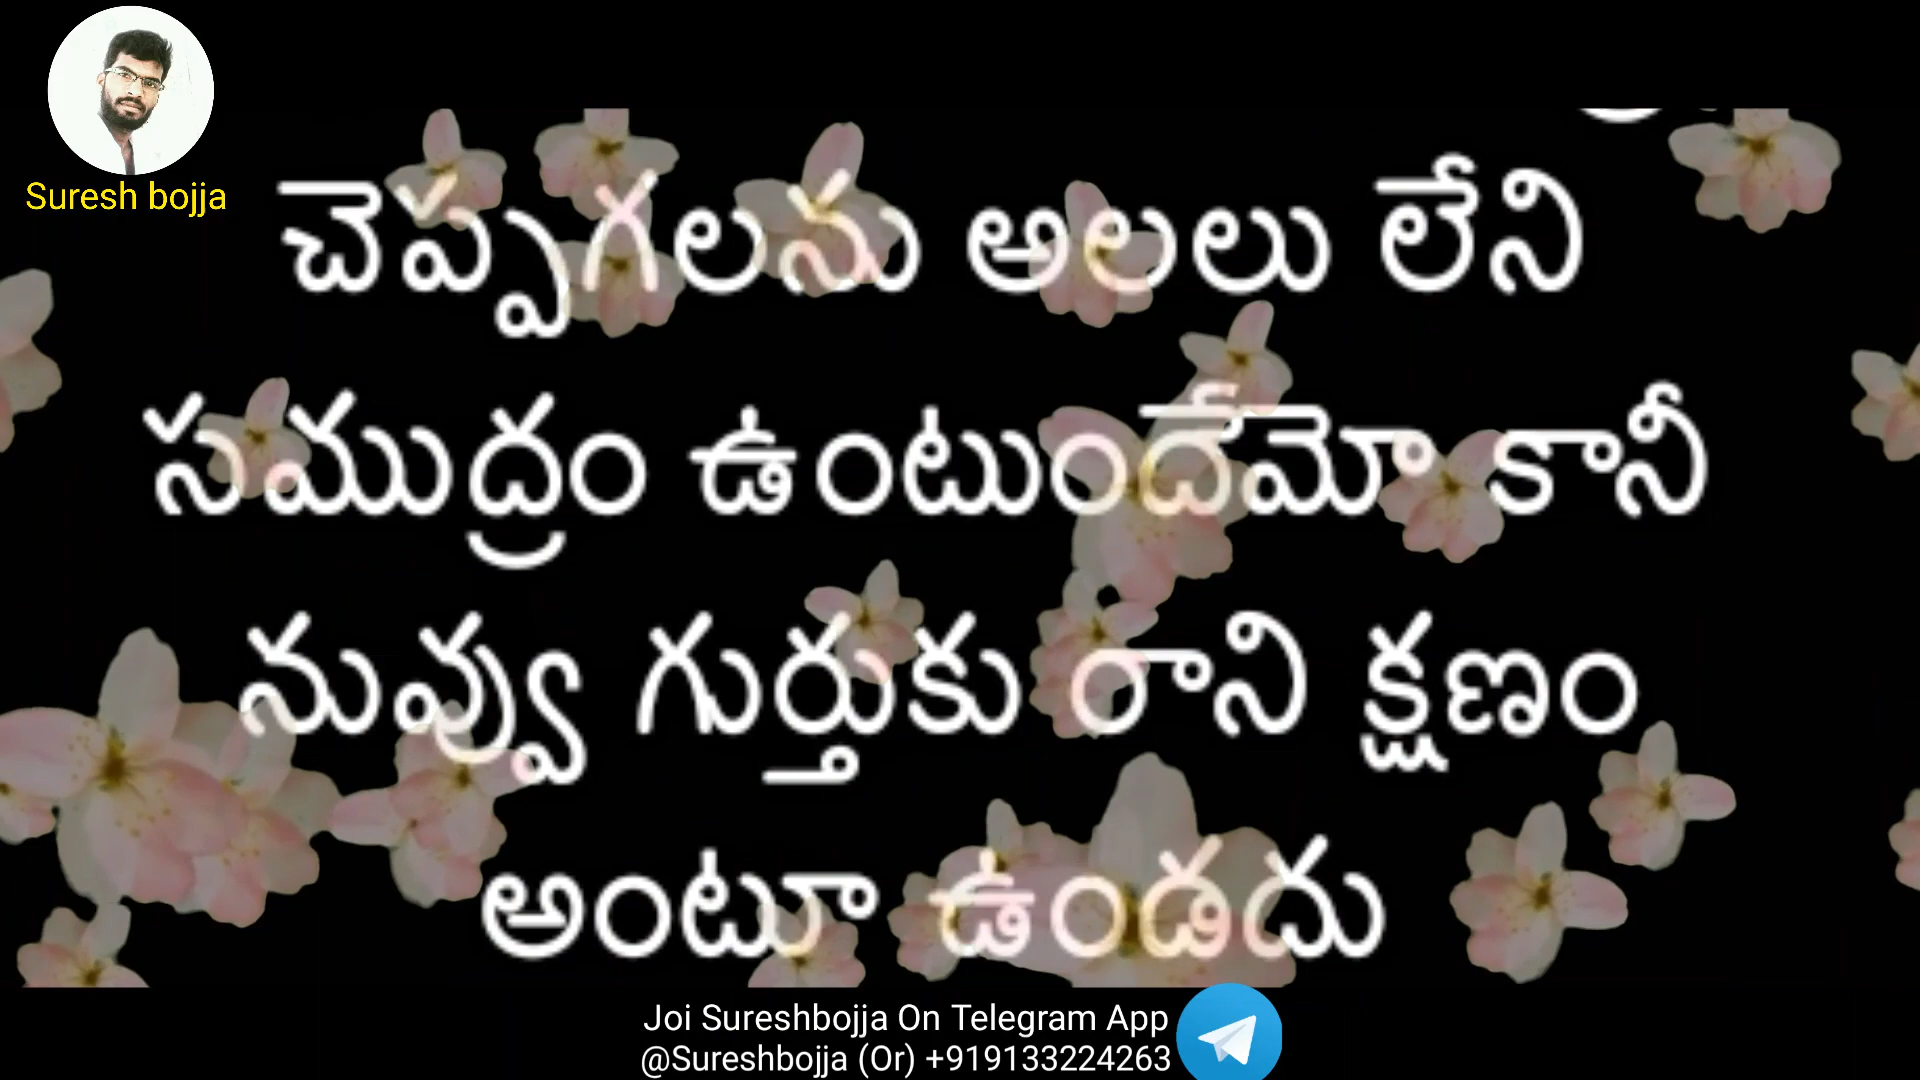 Suresh bojja
చెప్పగలను అలలు లేని
సముద్రం ఉంటుందేమో కానీ
నువ్వు గుర్తుకు రాని క్షణం
అంటూ ఉండదు
Joi Sureshbojja On Telegram App
@Sureshbojja (Or) +919133224263